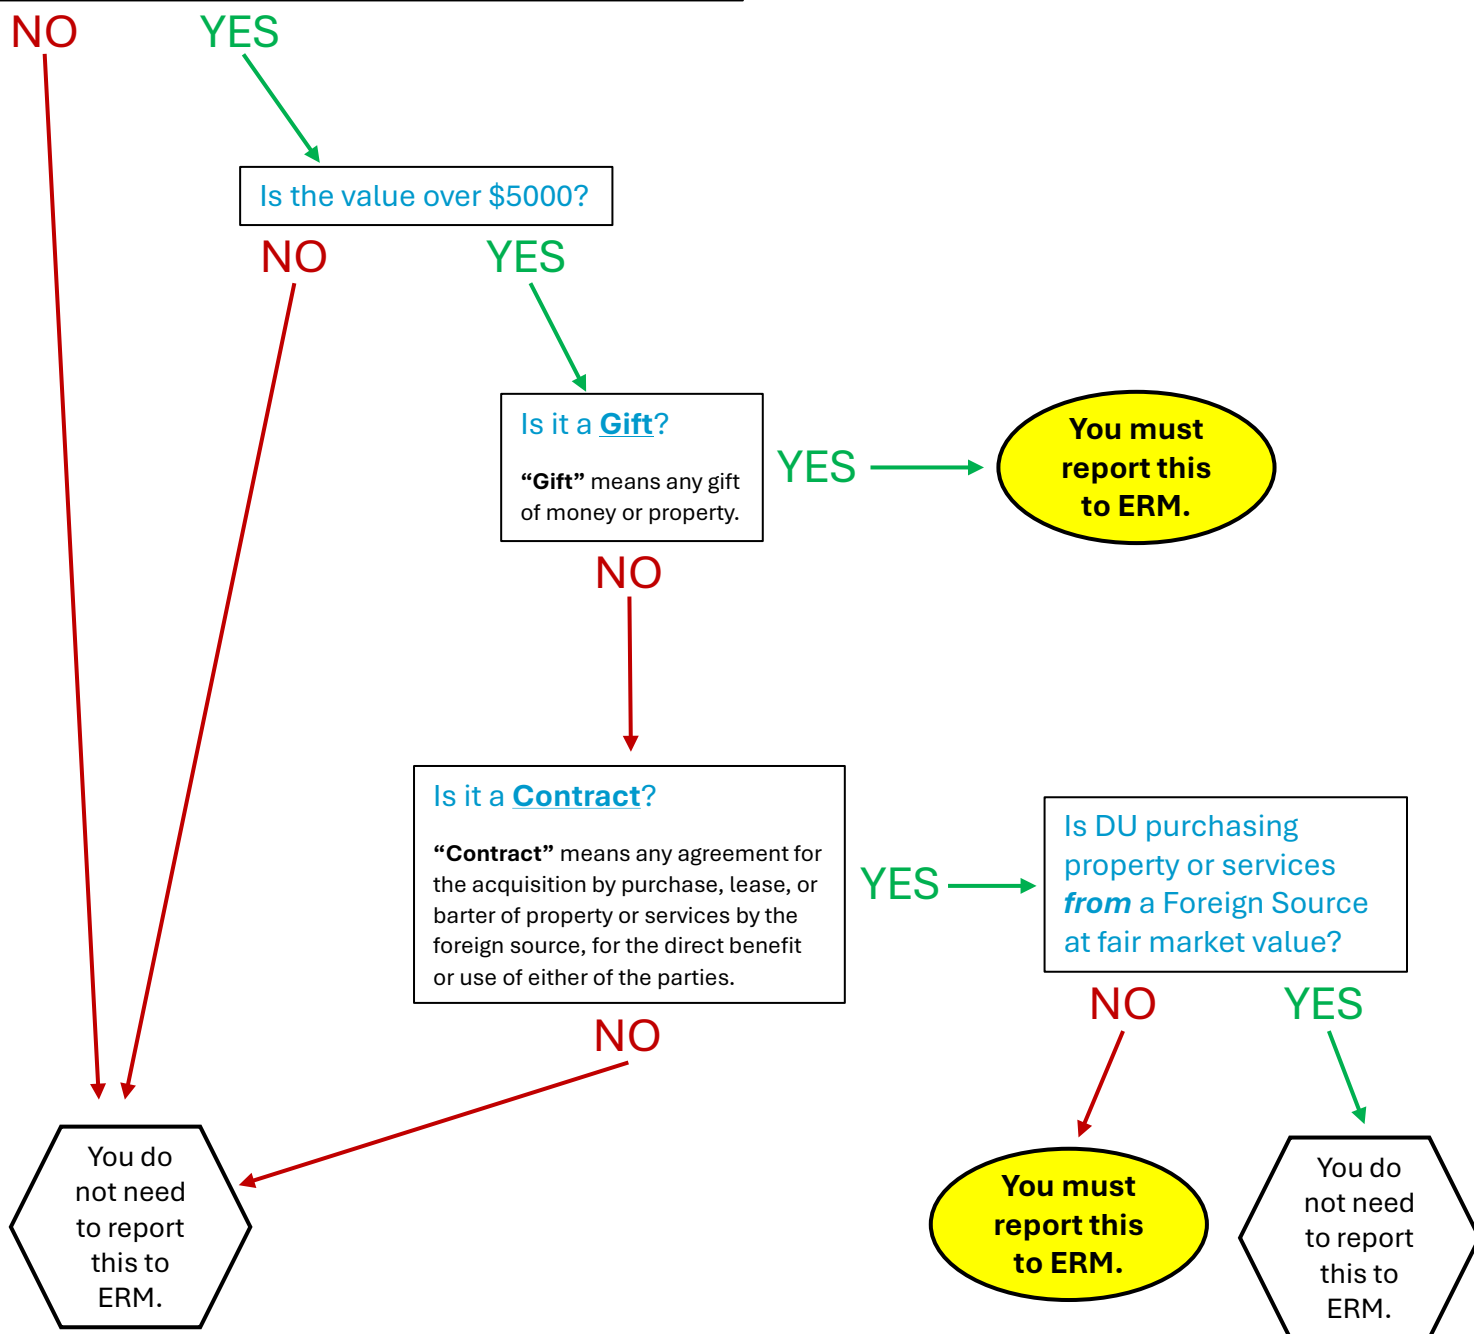 NO
YES
Is the value over $5000?
NO
YES
Is it a Gift?
“Gift” means any gift
of money or property.
YES
You must
report this
to ERM.
NO
Is it a Contract?
“Contract” means any agreement for
the acquisition by purchase, lease, or
barter of property or services by the
foreign source, for the direct benefit
or use of either of the parties.
YES
Is DU purchasing
property or services
from a Foreign Source
at fair market value?
NO
NO
YES
You do
not need
to report
this to
ERM.
You must
report this
to ERM.
You do
not need
to report
this to
ERM.